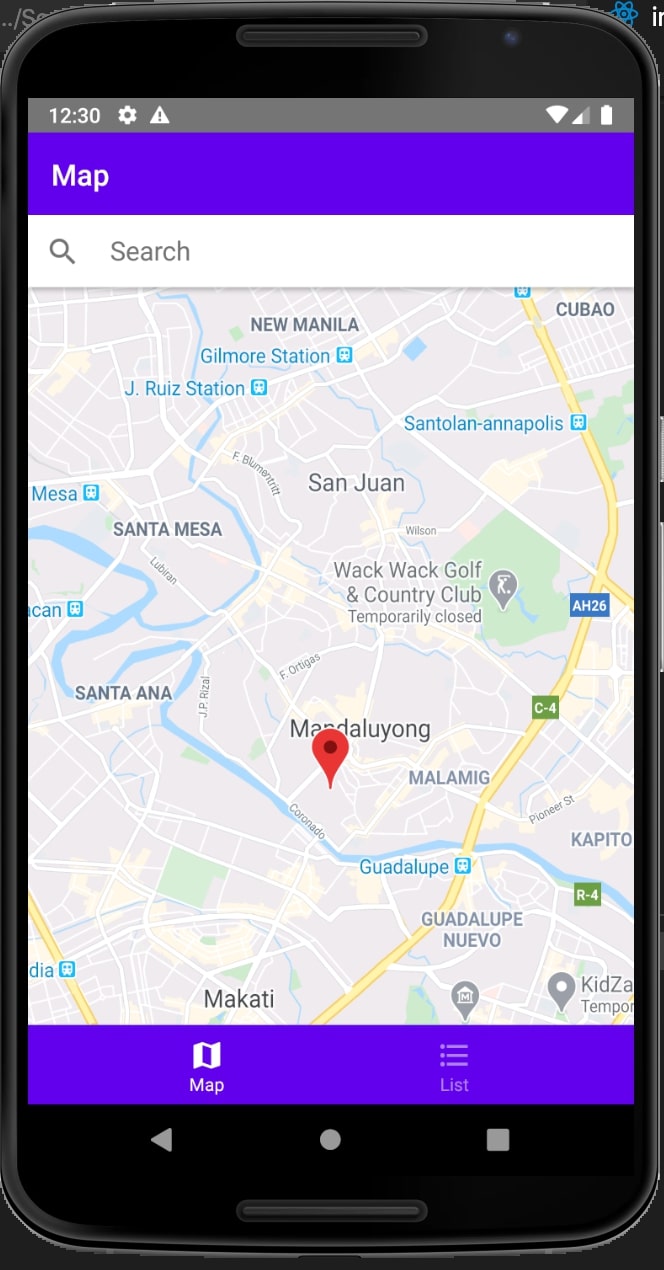 ../Se
in
12:30
Map
Search
CUBAO
NEW MANILA
Gilmore Station
J. Ruiz Station
Santolan-annapolis
F. Blumentritt
San Juan
Mesa
SANTA MESA
Wilson
Lubiran
Wack Wack Golf
& Country Club
Temporarily closed
AH26
acan
F. Ortigas
SANTA ANA
J.P. Rizal
C-4
Mandaluyong
MALAMIG
Pioneer St
Coronado
KAPITO
Guadalupe
R-4
GUADALUPE
NUEVO
dia
KidZa
Tempor
Makati
Map
List